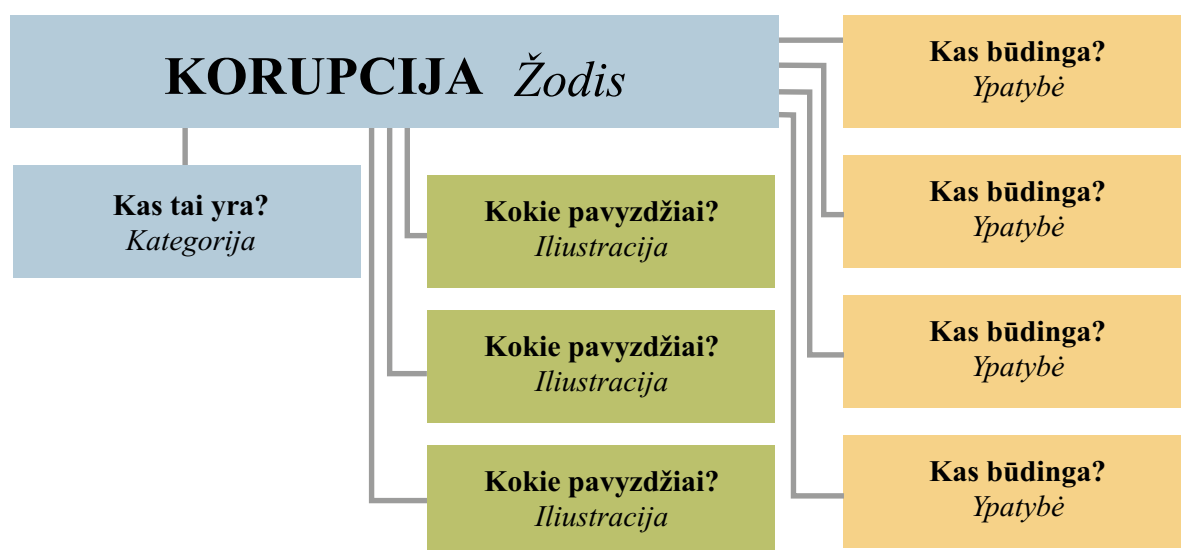 KORUPCIJA Žodis
Kas tai yra?
Kategorija
Kokie pavyzdžiai?
Iliustracija
Kokie pavyzdžiai?
Iliustracija
Kokie pavyzdžiai?
Iliustracija
Kas būdinga?
Ypatybė
Kas būdinga?
Ypatybė
Kas būdinga?
Ypatybė
Kas būdinga?
Ypatybė